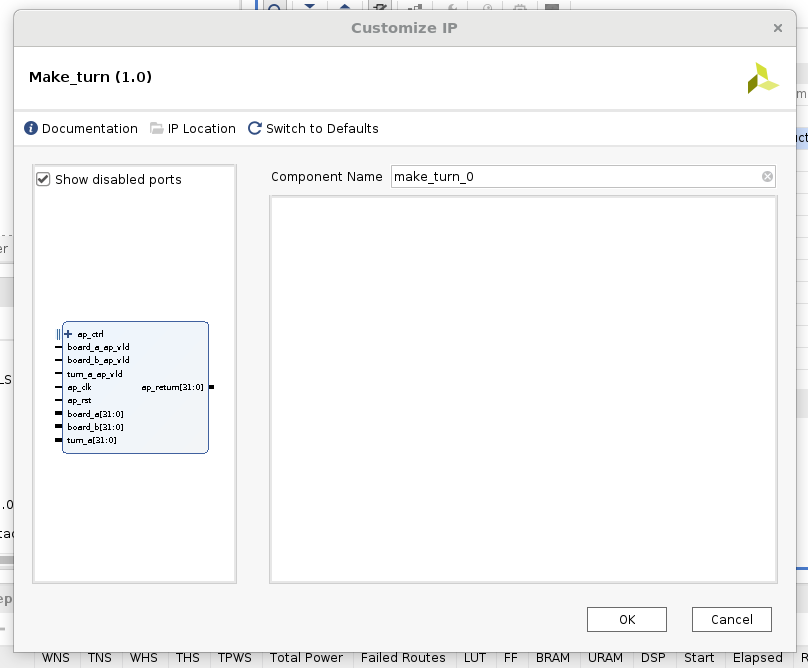 Customize IP
Make_turn (1.0)
Documentation IP Location Switch to Defaults
Show disabled ports
Component Name make_turn_0
ap_ctrl
board_a_ap_vld
board_b_ap_vld
turn_a_ap_vld
ap_clk ap_return[31:0]
ap_rst
board_a[31:0]
board_b[31:0]
turn_a[31:0]
OK Cancel
WNS TNS WHS THS TPWS Total Power Failed Routes LUT FF BRAM URAM DSP Start Elapsed